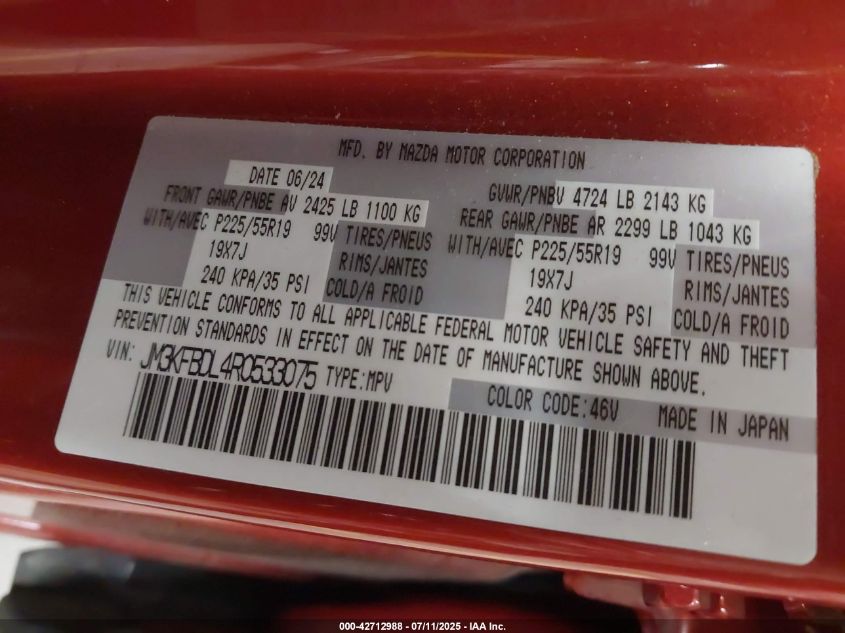 MFD. BY MAZDA MOTOR CORPORATION
DATE 06/24 GVWR/PNBV 4724 LB 2143 KG
FRONT GAWR/PNBE AV 2425 LB 1100 KG REAR GAWR/PNBE AR 2299 LB 1043 KG
WITH/AVEC P225/55R19 99V TIRES/PNEUS WITH/AVEC P225/55R19 99V TIRES/PNEUS
19X7J RIMS/JANTES 19X7J RIMS/JANTES
240 KPA/35 PSI COLD/A FROID 240 KPA/35 PSI COLD/A FROID
THIS VEHICLE CONFORMS TO ALL APPLICABLE FEDERAL MOTOR VEHICLE SAFETY AND THEFT
PREVENTION STANDARDS IN EFFECT ON THE DATE OF MANUFACTURE SHOWN ABOVE.
VIN: JM3KFBDL4R0533075 TYPE:MPV
COLOR CODE:46V MADE IN JAPAN
000-42712988 - 07/11/2025 - IAA Inc.